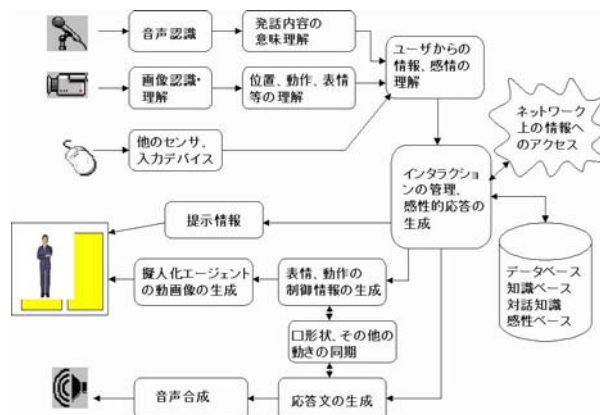 音声認識
発話内容の
意味理解
ユーザからの
情報、感情の
理解
画像認識・
理解
位置、動作、表情
等の理解
他のセンサ、
入力デバイス
ネットワーク
上の情報へ
のアクセス
インタラクショ
ンの管理、
感性的応答の
生成
提示情報
擬人化エージェント
の動画像の生成
表情、動作の
制御情報の生成
データベース
知識ベース
対話知識
感性ベース
口形状、その他の
動きの同期
音声合成
応答文の生成